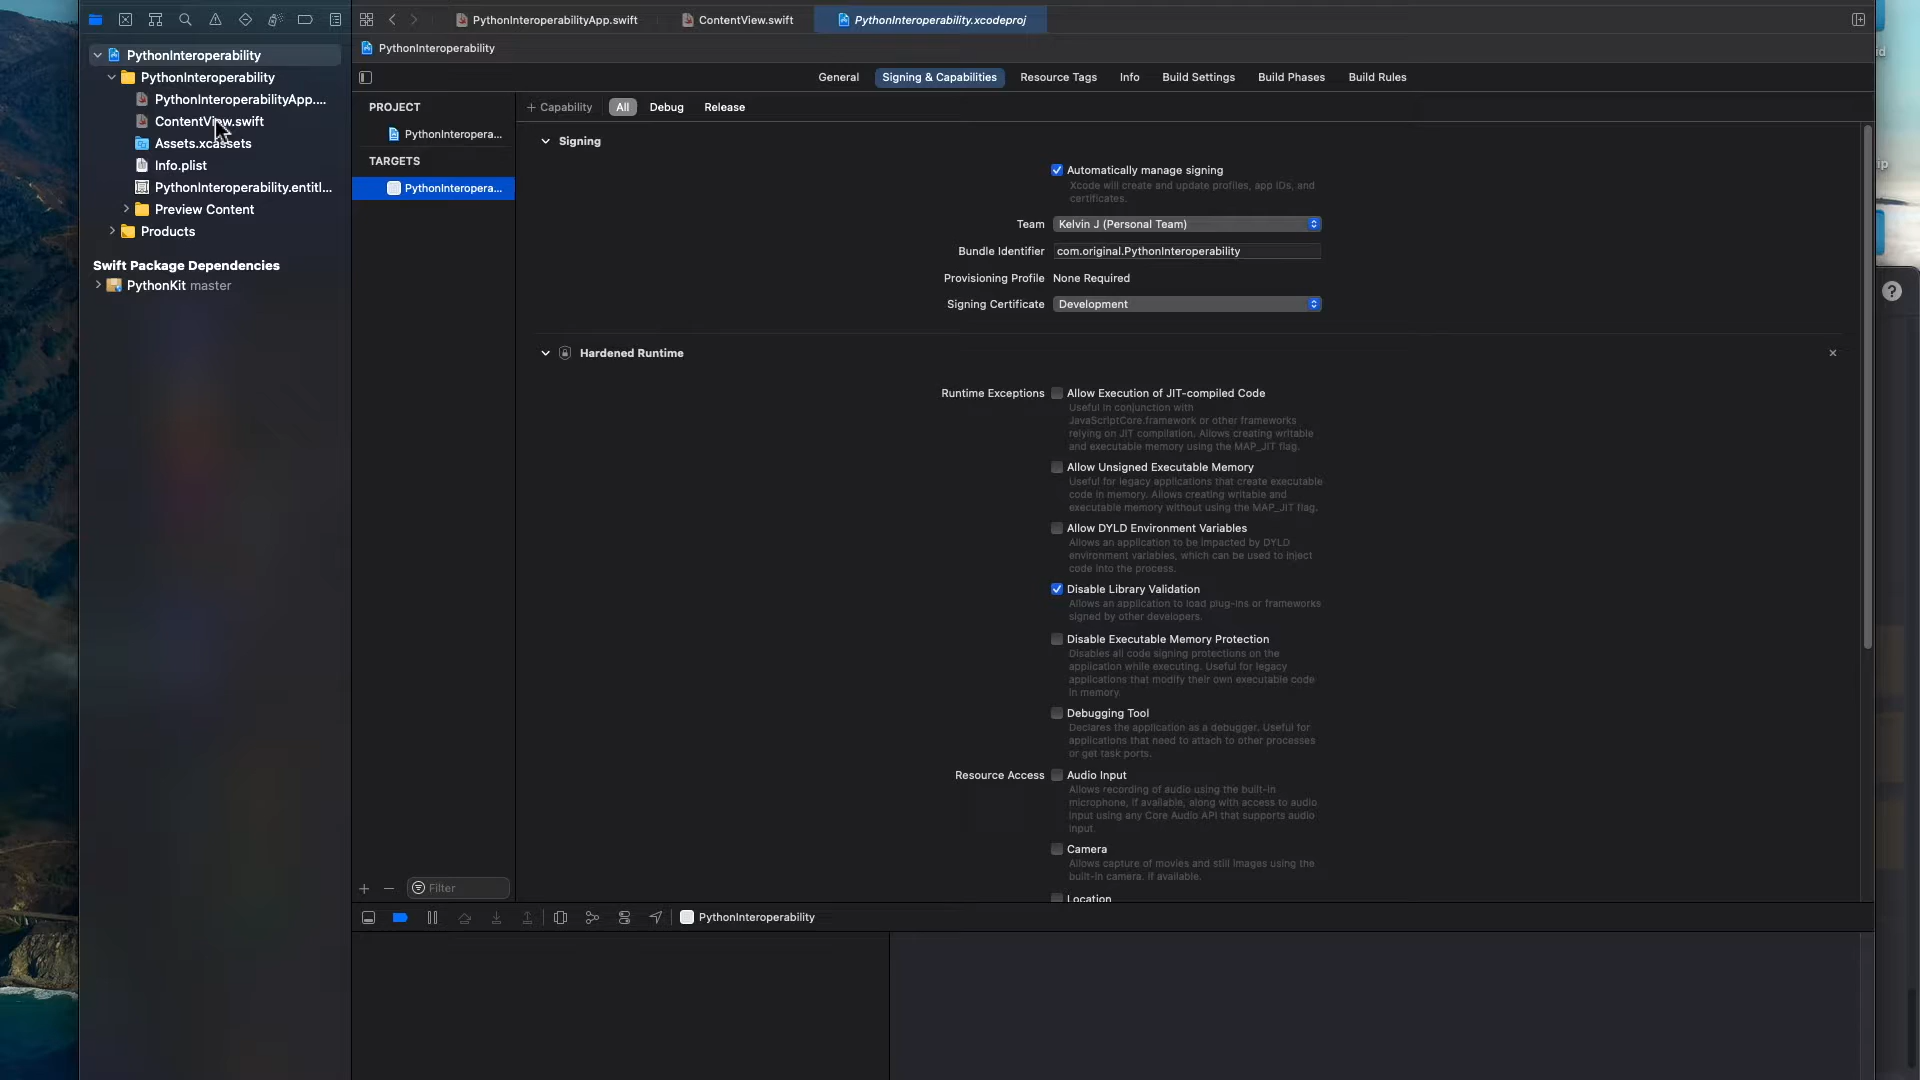 PythonInteroperabilityApp.swift
ContentView.swift
PythonInteroperability.xcodeproj
PythonInteroperability
PythonInteroperability
PythonInteroperabilityApp....
ContentView.swift
Assets.xcassets
Info.plist
PythonInteroperability.entitl...
Preview Content
Products
Swift Package Dependencies
PythonKit master
PythonInteroperability
General
Signing & Capabilities
Resource Tags
Info
Build Settings
Build Phases
Build Rules
PROJECT
PythonInteropera...
TARGETS
PythonInteropera...
+ Capability
All
Debug
Release
Signing
Automatically manage signing
Xcode will create and update profiles, app IDs, and
certificates.
Team Kelvin J (Personal Team)
Bundle Identifier com.original.PythonInteroperability
Provisioning Profile None Required
Signing Certificate Development
Hardened Runtime
Runtime Exceptions Allow Execution of JIT-compiled Code
Useful in conjunction with
JavaScriptCore.framework or other frameworks
relying on JIT compilation. Allows creating writable
and executable memory using the MAP_JIT flag.
Allow Unsigned Executable Memory
Useful for legacy applications that create executable
code in memory. Allows creating writable and
executable memory without using the MAP_JIT flag.
Allow DYLD Environment Variables
Allows an application to be impacted by DYLD
environment variables, which can be used to inject
code into the process.
Disable Library Validation
Allows an application to load plug-ins or frameworks
signed by other developers.
Disable Executable Memory Protection
Disables all code signing protections on the
application while executing. Useful for legacy
applications that modify their own executable code
in memory.
Debugging Tool
Declares the application as a debugger. Useful for
applications that need to attach to other processes
or get task ports.
Resource Access Audio Input
Allows recording of audio using the built-in
microphone, if available, along with access to audio
input using any Core Audio API that supports audio
input.
Camera
Allows capture of movies and still images using the
built-in camera, if available.
Location
Filter
PythonInteroperability
id
ip
?